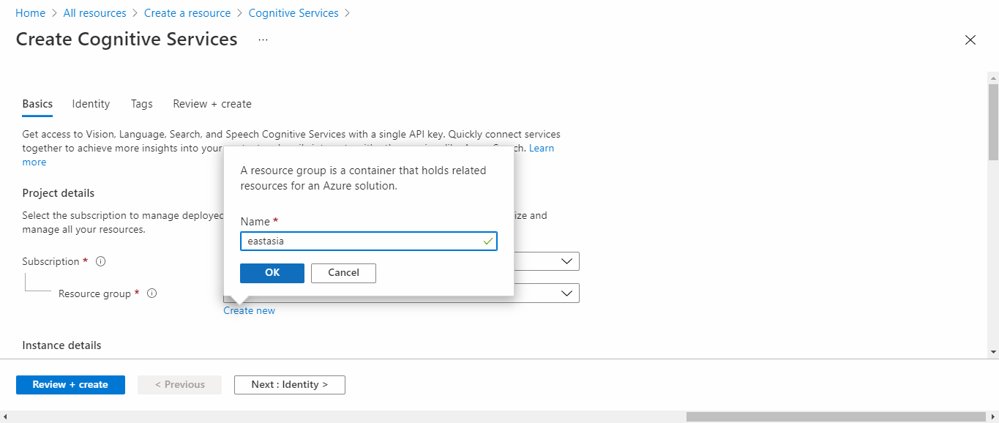 Home > All resources > Create a resource > Cognitive Services >
Create Cognitive Services ...
Basics Identity Tags Review + create
Get access to Vision, Language, Search, and Speech Cognitive Services with a single API key. Quickly connect services
together to achieve more insights into your ch. Learn
more
A resource group is a container that holds related
resources for an Azure solution.
Project details
Select the subscription to manage deployed ize and
manage all your resources.
Name *
eastasia
Subscription *
OK Cancel
Resource group *
Create new
Instance details
Review + create < Previous Next : Identity >